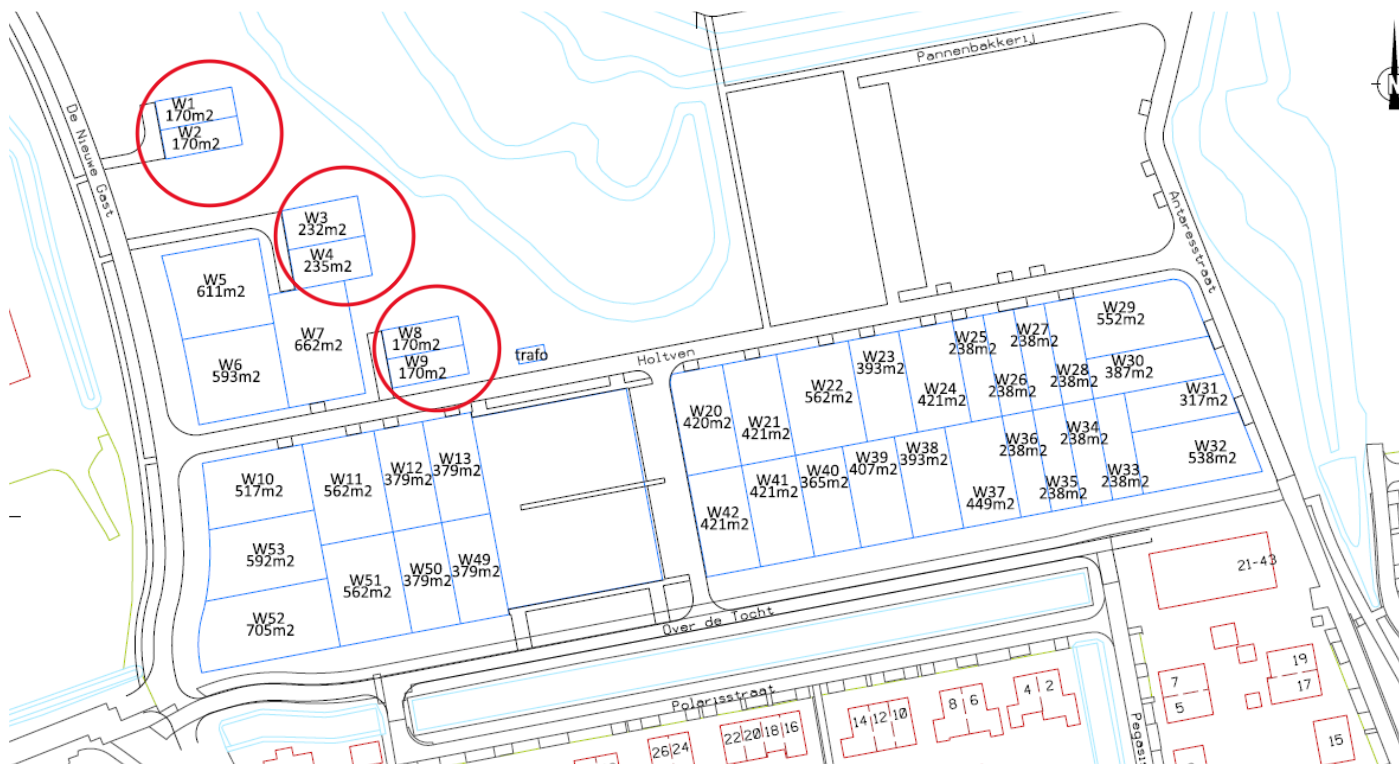 Pannenbakkerij
N
De Nieuwe Gast
W1
170m2
W2
170m2
Antaresstraat
W3
232m2
W4
235m2
W5
611m2
W7
662m2
W6
593m2
W8
170m2
W9
170m2
trafo
Holtven
W29
552m2
W30
387m2
W31
317m2
W32
538m2
W27
238m2
W28
238m2
W25
238m2
W26
238m2
W23
393m2
W24
421m2
W22
562m2
W21
421m2
W20
420m2
W34
238m2
W33
238m2
W36
238m2
W35
238m2
W37
449m2
W38
393m2
W39
407m2
W40
365m2
W41
421m2
W42
421m2
W10
517m2
W11
562m2
W12
379m2
W13
379m2
W53
592m2
W52
705m2
W51
562m2
W50
379m2
W49
379m2
Over de Tocht
Polarisstraat
21-43
19
17
15
7
5
4
2
8
6
14
12
10
22
20
18
16
26
24